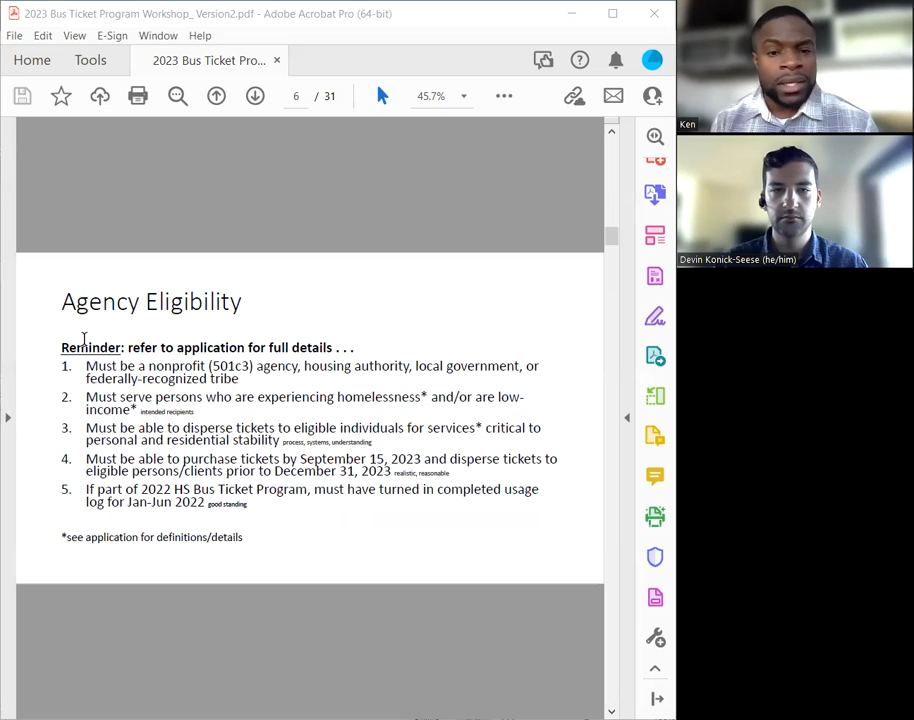 2023 Bus Ticket Program Workshop_ Version2.pdf - Adobe Acrobat Pro (64-bit)
File Edit View E-Sign Window Help
Home Tools 2023 Bus Ticket Pro... ×
6 / 31 45.7%
Ken
Devin Konick-Seese (he/him)
Agency Eligibility
Reminder: refer to application for full details . . .
1. Must be a nonprofit (501c3) agency, housing authority, local government, or
federally-recognized tribe
2. Must serve persons who are experiencing homelessness* and/or are low-
income* intended recipients
3. Must be able to disperse tickets to eligible individuals for services* critical to
personal and residential stability process, systems, understanding
4. Must be able to purchase tickets by September 15, 2023 and disperse tickets to
eligible persons/clients prior to December 31, 2023 realistic, reasonable
5. If part of 2022 HS Bus Ticket Program, must have turned in completed usage
log for Jan-Jun 2022 good standing
*see application for definitions/details